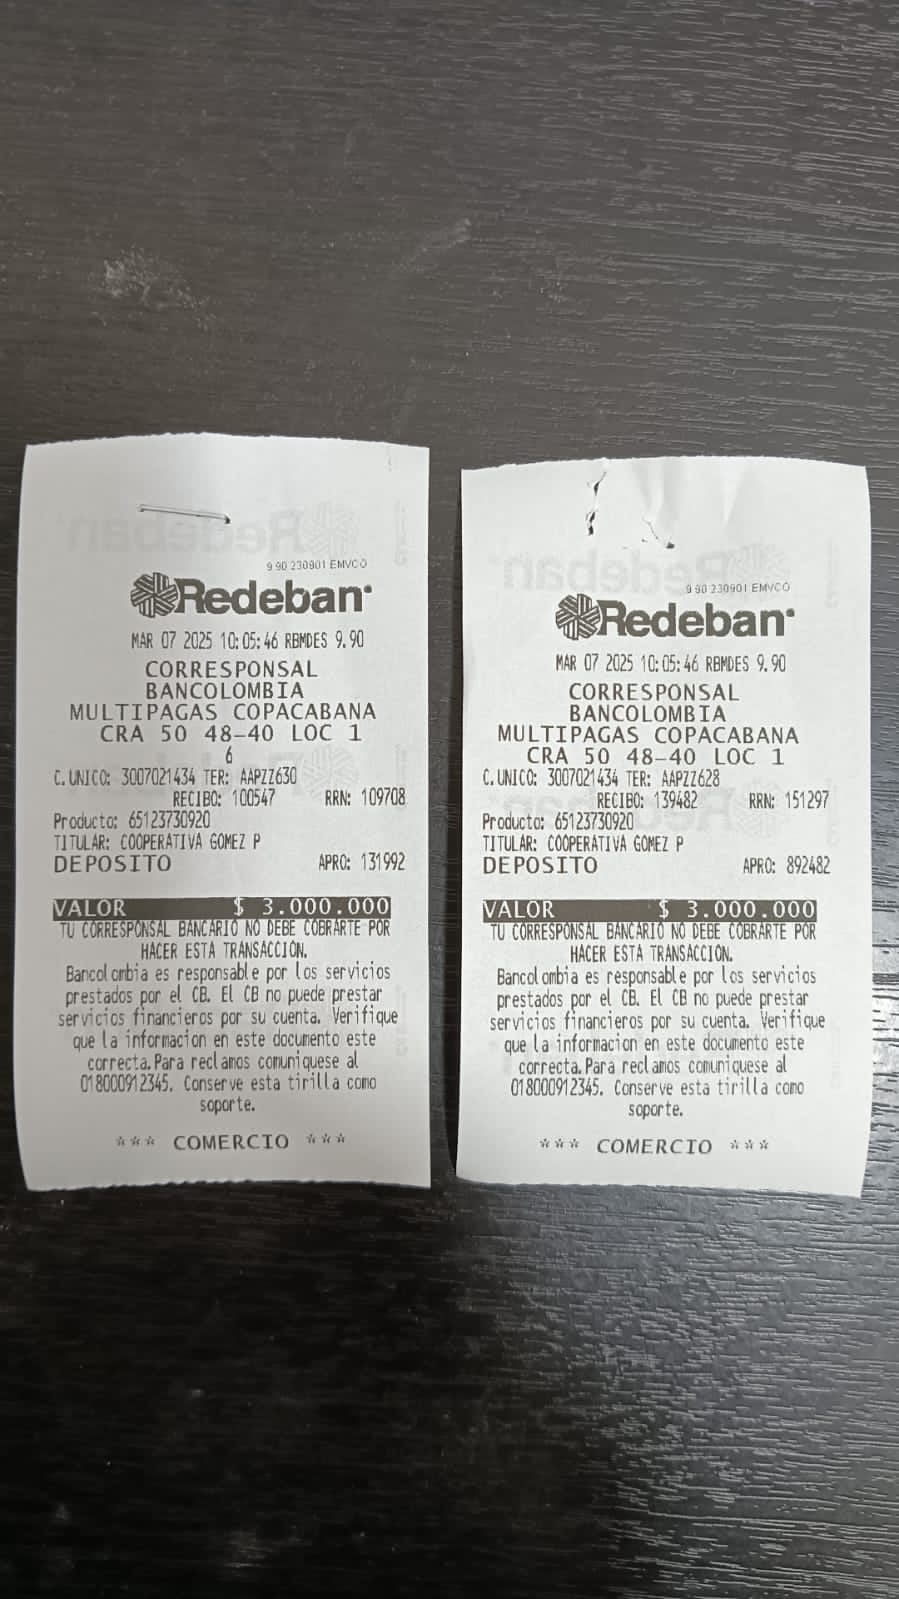 9.90 230901 EMVCO
Redeban
MAR 07 2025 10:05:46 RBMDES 9.90
CORRESPONSAL
BANCOLOMBIA
MULTIPAGAS COPACABANA
CRA 50 48-40 LOC 1
6
C.UNICO: 3007021434 TER: AAPZZ630
RECIBO: 100547 RRN: 109708
Producto: 65123730920
TITULAR: COOPERATIVA GOMEZ P
DEPOSITO APRO: 131992
VALOR $ 3.000.000
TU CORRESPONSAL BANCARIO NO DEBE COBRARTE POR
HACER ESTA TRANSACCION.
Bancolombia es responsable por los servicios
prestados por el CB. El CB no puede prestar
servicios financieros por su cuenta. Verifique
que la informacion en este documento este
correcta.Para reclamos comuniquese al
018000912345. Conserve esta tirilla como
soporte.
*** COMERCIO ***
9.90 230901 EMVCO
Redeban
MAR 07 2025 10:05:46 RBMDES 9.90
CORRESPONSAL
BANCOLOMBIA
MULTIPAGAS COPACABANA
CRA 50 48-40 LOC 1
C.UNICO: 3007021434 TER: AAPZZ628
RECIBO: 139482 RRN: 151297
Producto: 65123730920
TITULAR: COOPERATIVA GOMEZ P
DEPOSITO APRO: 892482
VALOR $ 3.000.000
TU CORRESPONSAL BANCARIO NO DEBE COBRARTE POR
HACER ESTA TRANSACCION.
Bancolombia es responsable por los servicios
prestados por el CB. El CB no puede prestar
servicios financieros por su cuenta. Verifique
que la informacion en este documento este
correcta.Para reclamos comuniquese al
018000912345. Conserve esta tirilla como
soporte.
*** COMERCIO ***